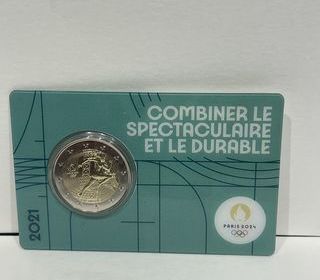 COMBINER LE
SPECTACULAIRE
ET LE DURABLE
2021
PARIS 2024